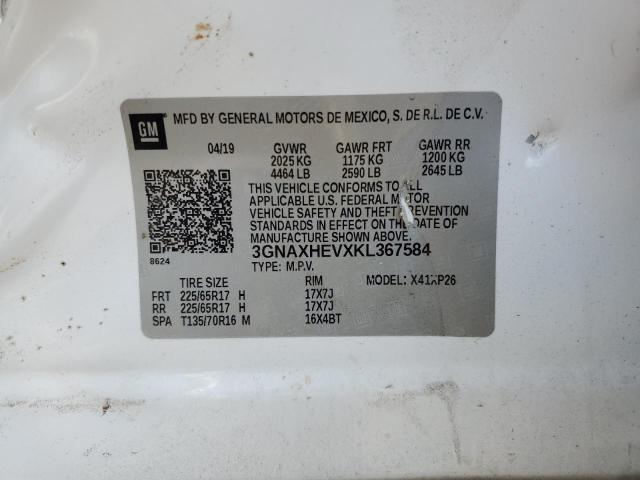 GM MFD BY GENERAL MOTORS DE MEXICO, S. DE R.L. DE C.V.
04/19 GVWR GAWR FRT GAWR RR
2025 KG 1175 KG 1200 KG
4464 LB 2590 LB 2645 LB
THIS VEHICLE CONFORMS TO ALL
APPLICABLE U.S. FEDERAL MOTOR
VEHICLE SAFETY AND THEFT PREVENTION
STANDARDS IN EFFECT ON THE DATE OF
MANUFACTURE SHOWN ABOVE.
8624 3GNAXHEVXKL367584
TYPE: M.P.V.
TIRE SIZE RIM MODEL: X41XP26
FRT 225/65R17 H 17X7J
RR 225/65R17 H 17X7J
SPA T135/70R16 M 16X4BT